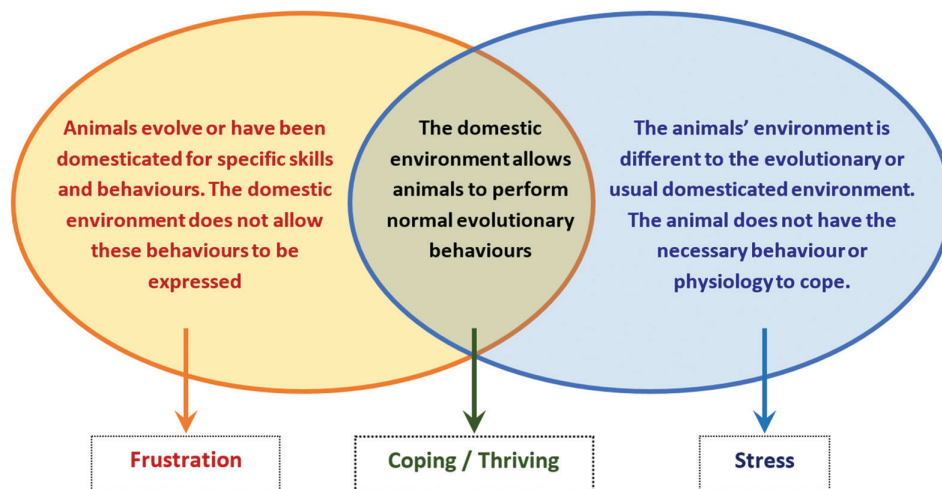 Animals evolve or have been
domesticated for specific skills
and behaviours. The domestic
environment does not allow
these behaviours to be
expressed
The domestic
environment allows
animals to perform
normal evolutionary
behaviours
The animals’ environment is
different to the evolutionary or
usual domesticated environment.
The animal does not have the
necessary behaviour or
physiology to cope.
Frustration
Coping / Thriving
Stress